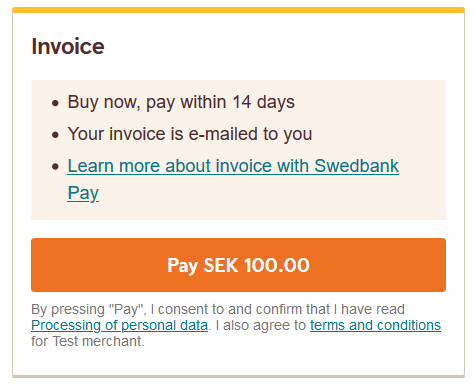 Invoice
• Buy now, pay within 14 days
• Your invoice is e-mailed to you
• Learn more about invoice with Swedbank
Pay
Pay SEK 100.00
By pressing "Pay", I consent to and confirm that I have read
Processing of personal data. I also agree to terms and conditions
for Test merchant.